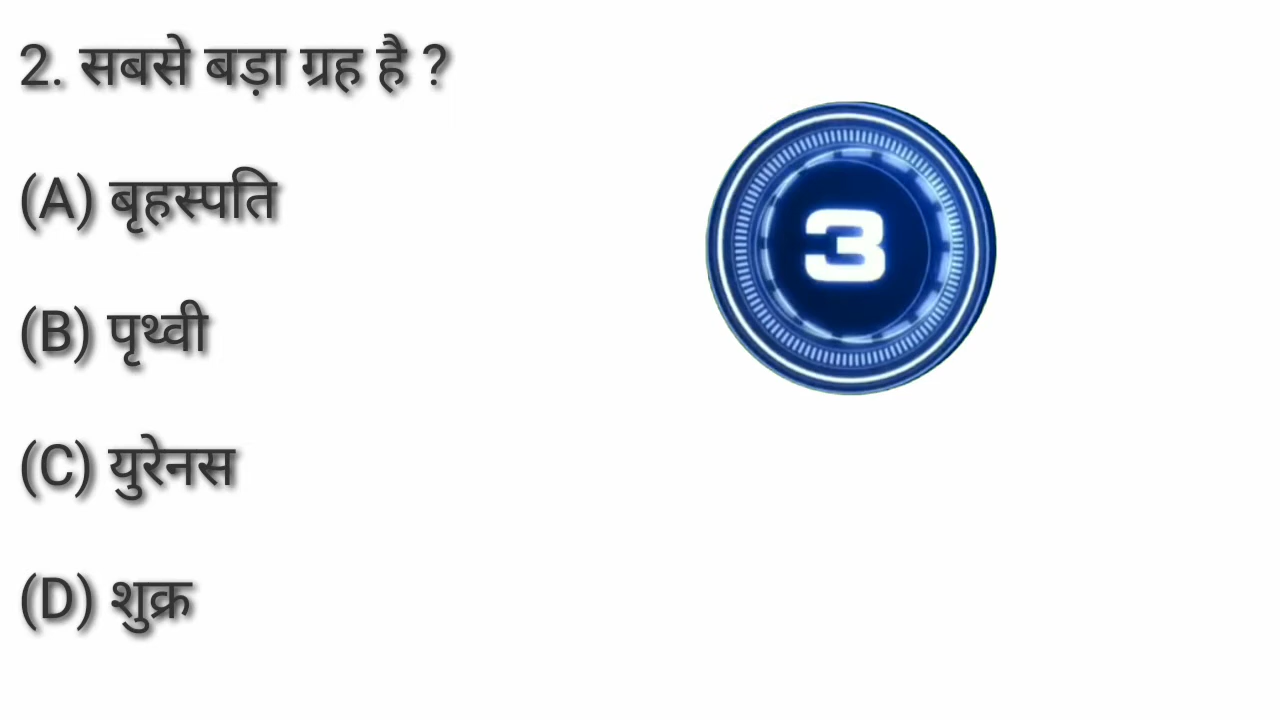 2. सबसे बड़ा ग्रह है ?
(A) बृहस्पति
3
(B) पृथ्वी
(C) युरेनस
(D) शुक्र